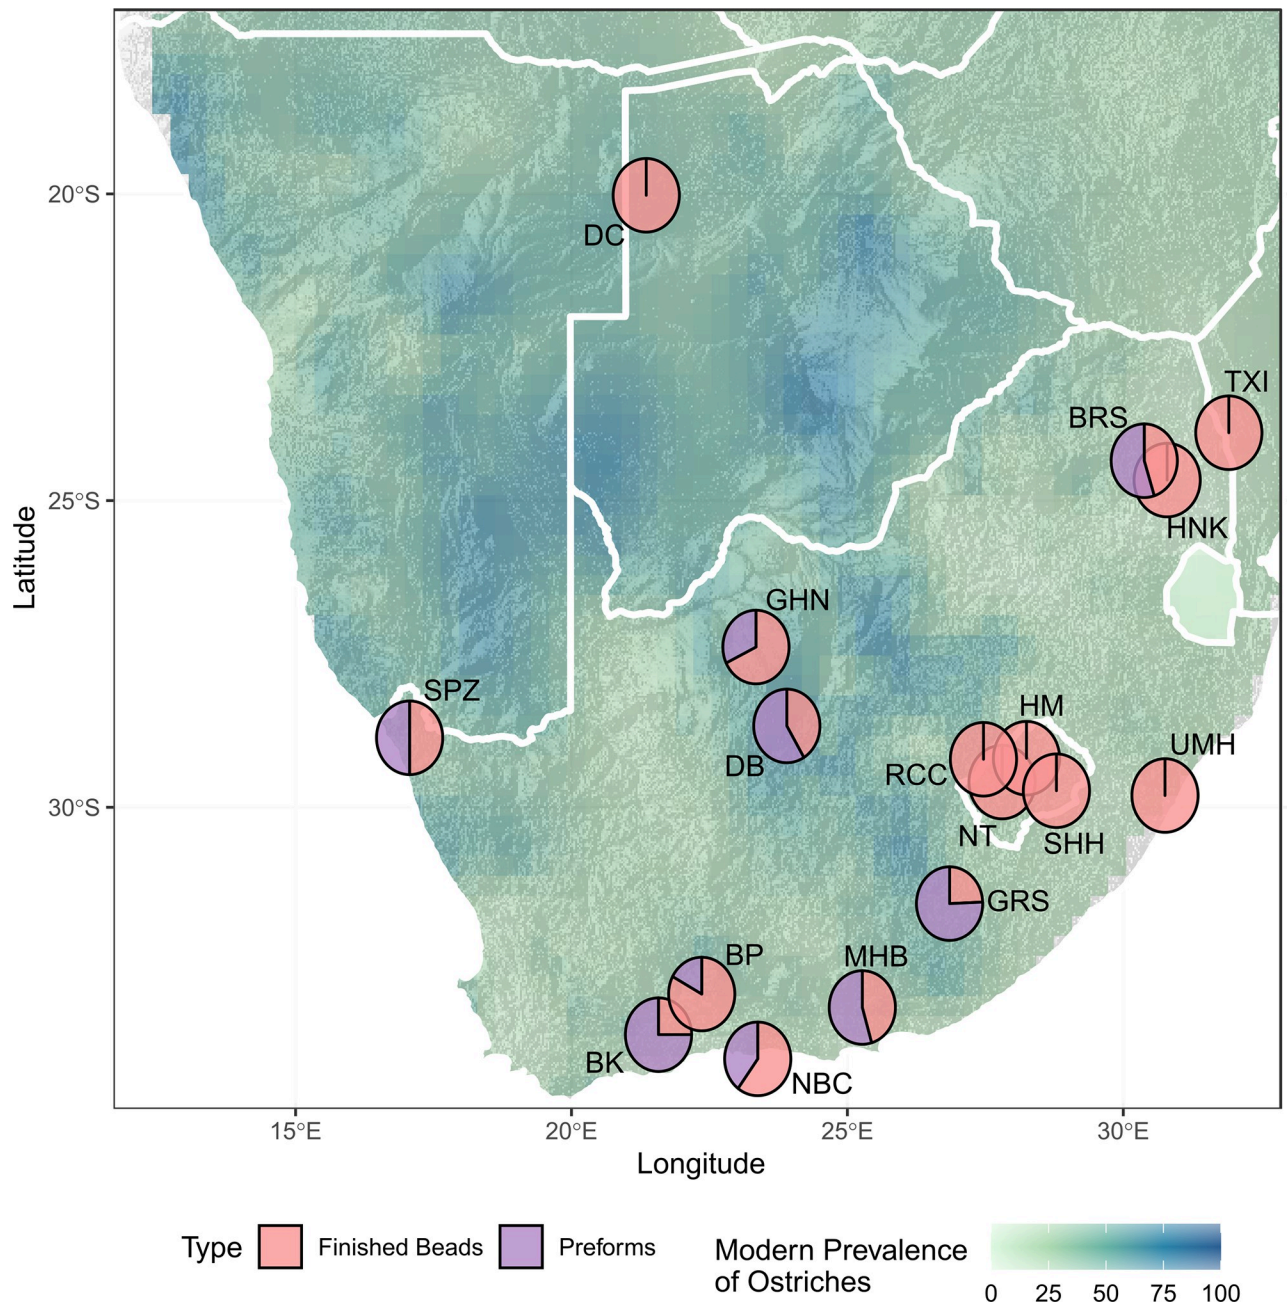 20°S
DC
TXI
BRS
25°S
HNK
Latitude
GHN
SPZ
HM
UMH
DB
RCC
30°S
NT
SHH
GRS
BP
MHB
BK
NBC
15°E
20°E
25°E
30°E
Longitude
Type
Finished Beads
Preforms
Modern Prevalence
of Ostriches
0 25 50 75 100